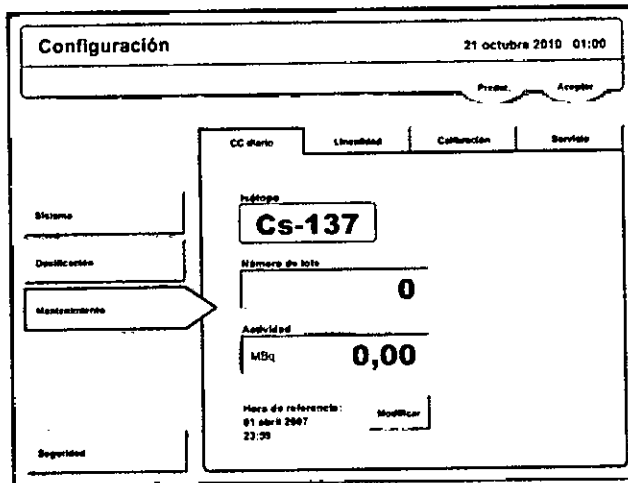 Configuración
21 octubre 2010 01:00
Predet.
Aceptar
CC diario
Linealidad
Calibración
Servicio
Sistema
Dosificación
Mantenimiento
Seguridad
Isótopo
Cs-137
Número de lote
0
Actividad
MBq 0,00
Hora de referencia:
01 abril 2007
23:59
Modificar